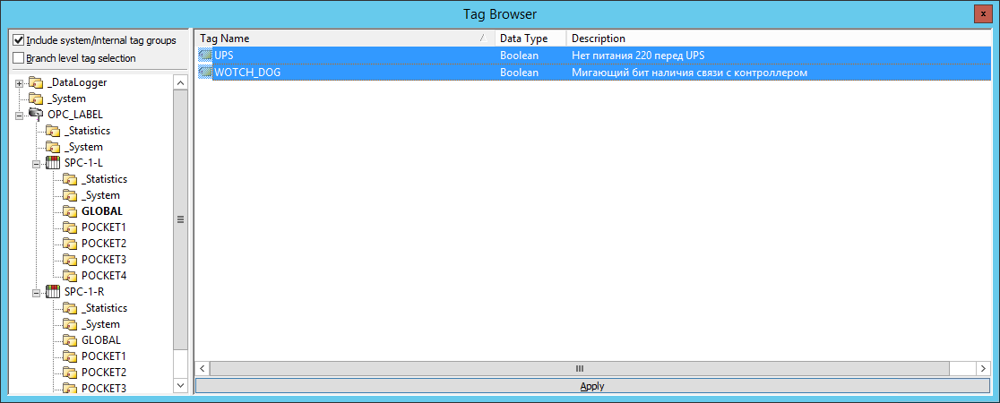 Tag Browser
x
Include system/internal tag groups
Branch level tag selection
_DataLogger
_System
OPC_LABEL
_Statistics
_System
SPC-1-L
_Statistics
_System
GLOBAL
POCKET1
POCKET2
POCKET3
POCKET4
SPC-1-R
_Statistics
_System
GLOBAL
POCKET1
POCKET2
POCKET3
Tag Name Data Type Description
UPS Boolean Нет питания 220 перед UPS
WOTCH_DOG Boolean Мигающий бит наличия связи с контроллером
Apply